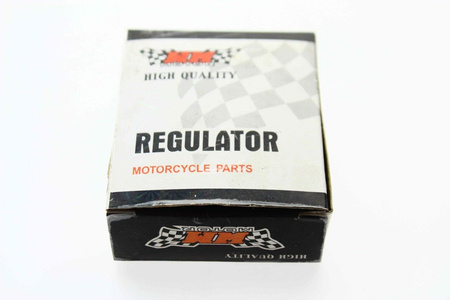 HIGH QUALITY
REGULATOR
MOTORCYCLE PARTS
HIGH QUALITY